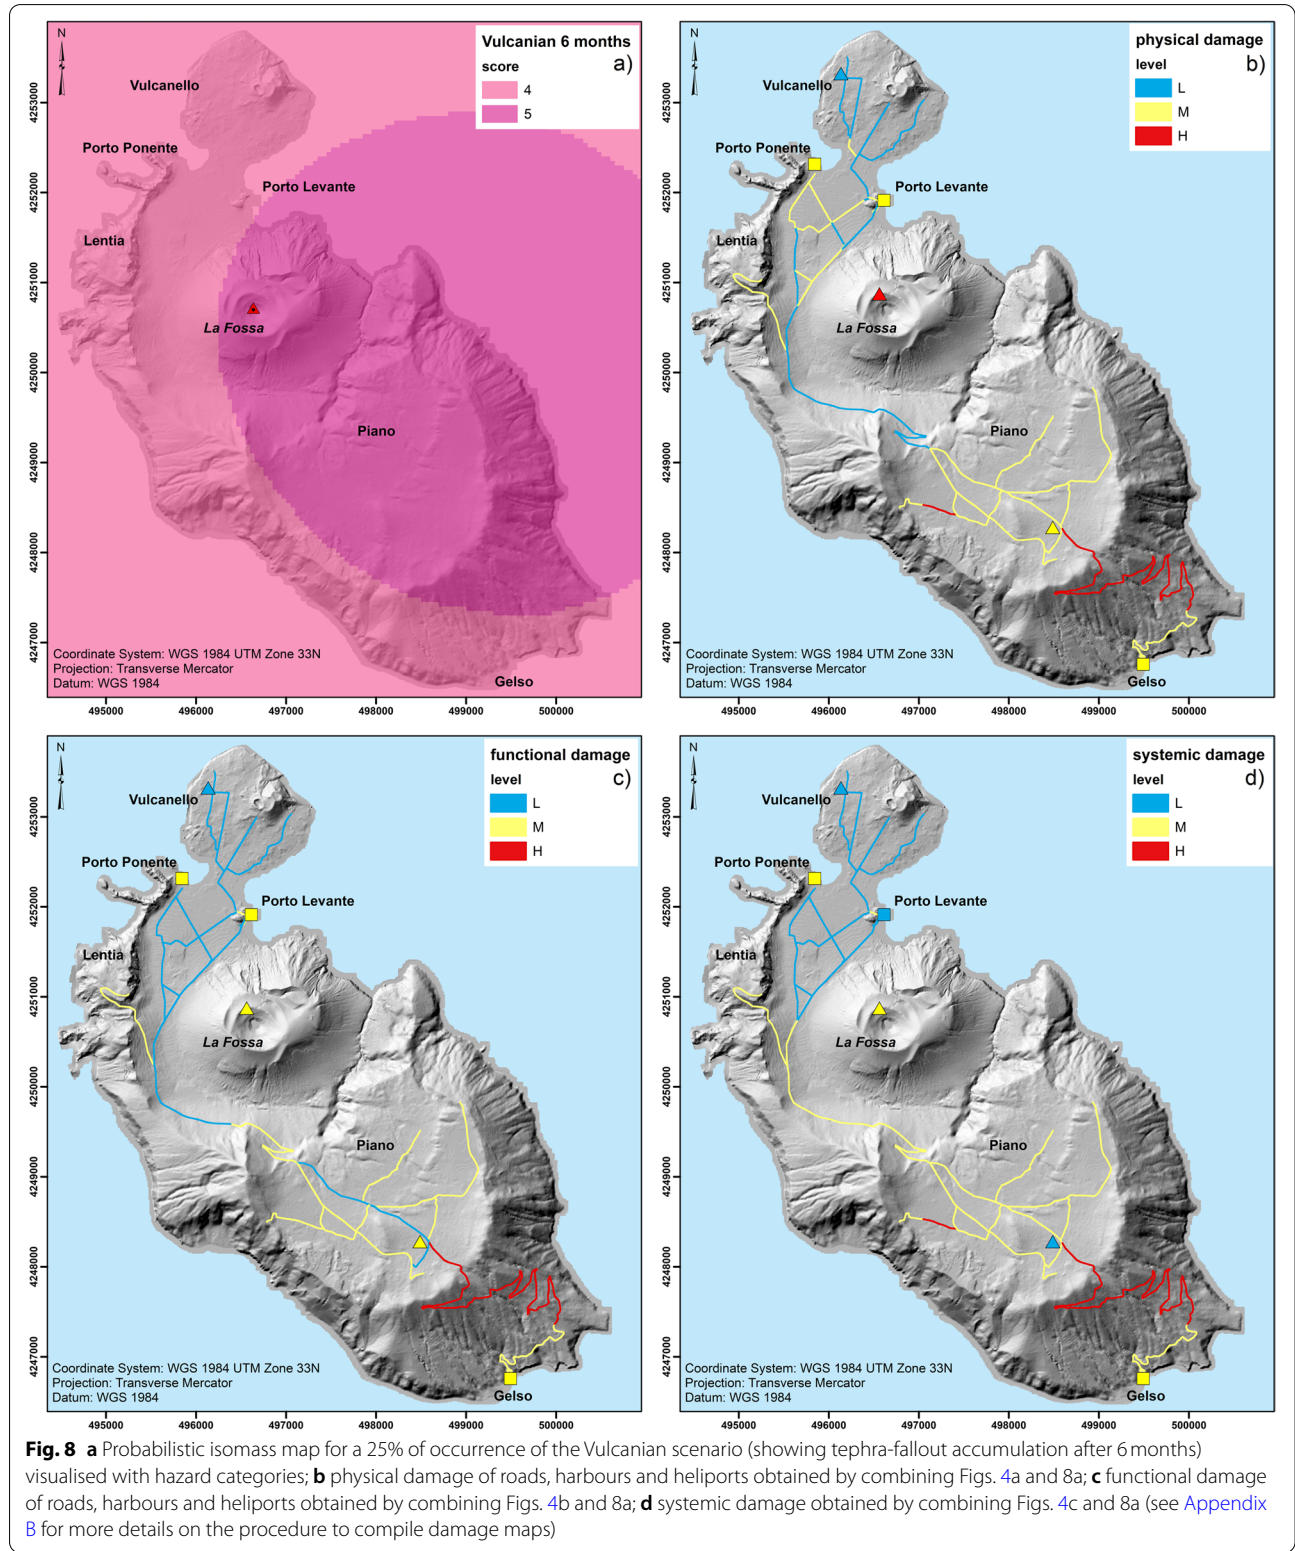 N
Vulcanian 6 months
score
a)
4
5
Vulcanello
Porto Ponente
Porto Levante
Lentia
La Fossa
Piano
Gelso
Coordinate System: WGS 1984 UTM Zone 33N
Projection: Transverse Mercator
Datum: WGS 1984
4253000
4252000
4251000
4250000
4249000
4248000
4247000
495000 496000 497000 498000 499000 500000
N
physical damage
level
b)
L
M
H
Vulcanello
Porto Ponente
Porto Levante
Lentia
La Fossa
Piano
Gelso
Coordinate System: WGS 1984 UTM Zone 33N
Projection: Transverse Mercator
Datum: WGS 1984
4253000
4252000
4251000
4250000
4249000
4248000
4247000
495000 496000 497000 498000 499000 500000
N
functional damage
level
c)
L
M
H
Vulcanello
Porto Ponente
Porto Levante
Lentia
La Fossa
Piano
Gelso
Coordinate System: WGS 1984 UTM Zone 33N
Projection: Transverse Mercator
Datum: WGS 1984
4253000
4252000
4251000
4250000
4249000
4248000
4247000
495000 496000 497000 498000 499000 500000
N
systemic damage
level
d)
L
M
H
Vulcanello
Porto Ponente
Porto Levante
Lentia
La Fossa
Piano
Gelso
Coordinate System: WGS 1984 UTM Zone 33N
Projection: Transverse Mercator
Datum: WGS 1984
4253000
4252000
4251000
4250000
4249000
4248000
4247000
495000 496000 497000 498000 499000 500000
Fig. 8 a Probabilistic isomass map for a 25% of occurrence of the Vulcanian scenario (showing tephra-fallout accumulation after 6 months)
visualised with hazard categories; b physical damage of roads, harbours and heliports obtained by combining Figs. 4a and 8a; c functional damage
of roads, harbours and heliports obtained by combining Figs. 4b and 8a; d systemic damage obtained by combining Figs. 4c and 8a (see Appendix
B for more details on the procedure to compile damage maps)